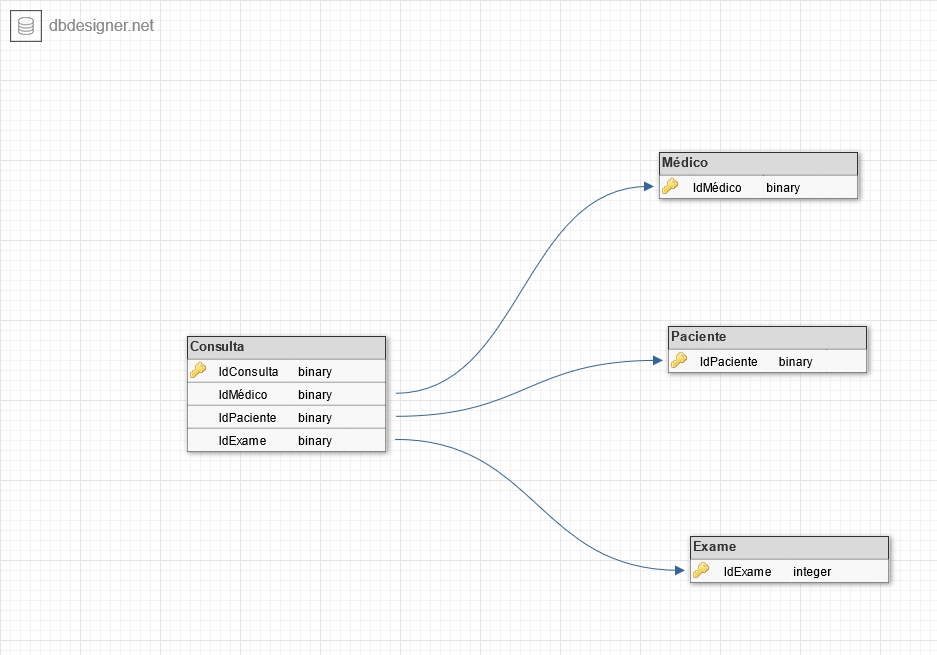 dbdesigner.net
Médico
IdMédico binary
Paciente
IdPaciente binary
Consulta
IdConsulta binary
IdMédico binary
IdPaciente binary
IdExame binary
Exame
IdExame integer